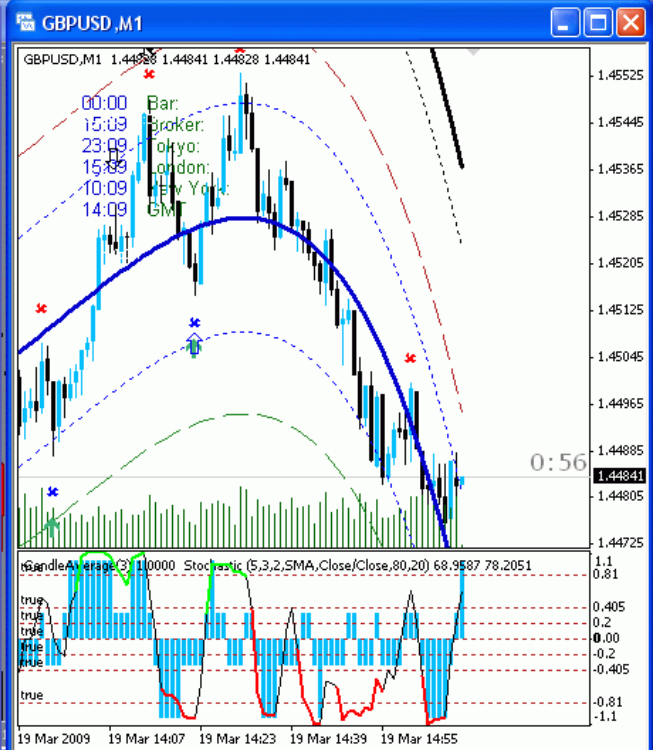 GBPUSD,M1
GBPUSD,M1 1.44828 1.44841 1.44828 1.44841
00:00 Bar:
15:09 Broker:
23:09 Tokyo:
15:09 London:
10:09 New York:
14:09 GMT
1.45525
1.45445
1.45365
1.45285
1.45205
1.45125
1.45045
1.44965
1.44885
0:56
1.44841
1.44805
1.44725
CandleAverage(3) 1.0000 Stochastic (5,3,2,SMA,Close/Close,80,20) 68.9587 78.2051
1.1
true
0.81
true
0.405
true
0.2
true
0.00
true
-0.2
true
-0.405
true
-0.81
-1.1
19 Mar 2009 19 Mar 14:07 19 Mar 14:23 19 Mar 14:39 19 Mar 14:55